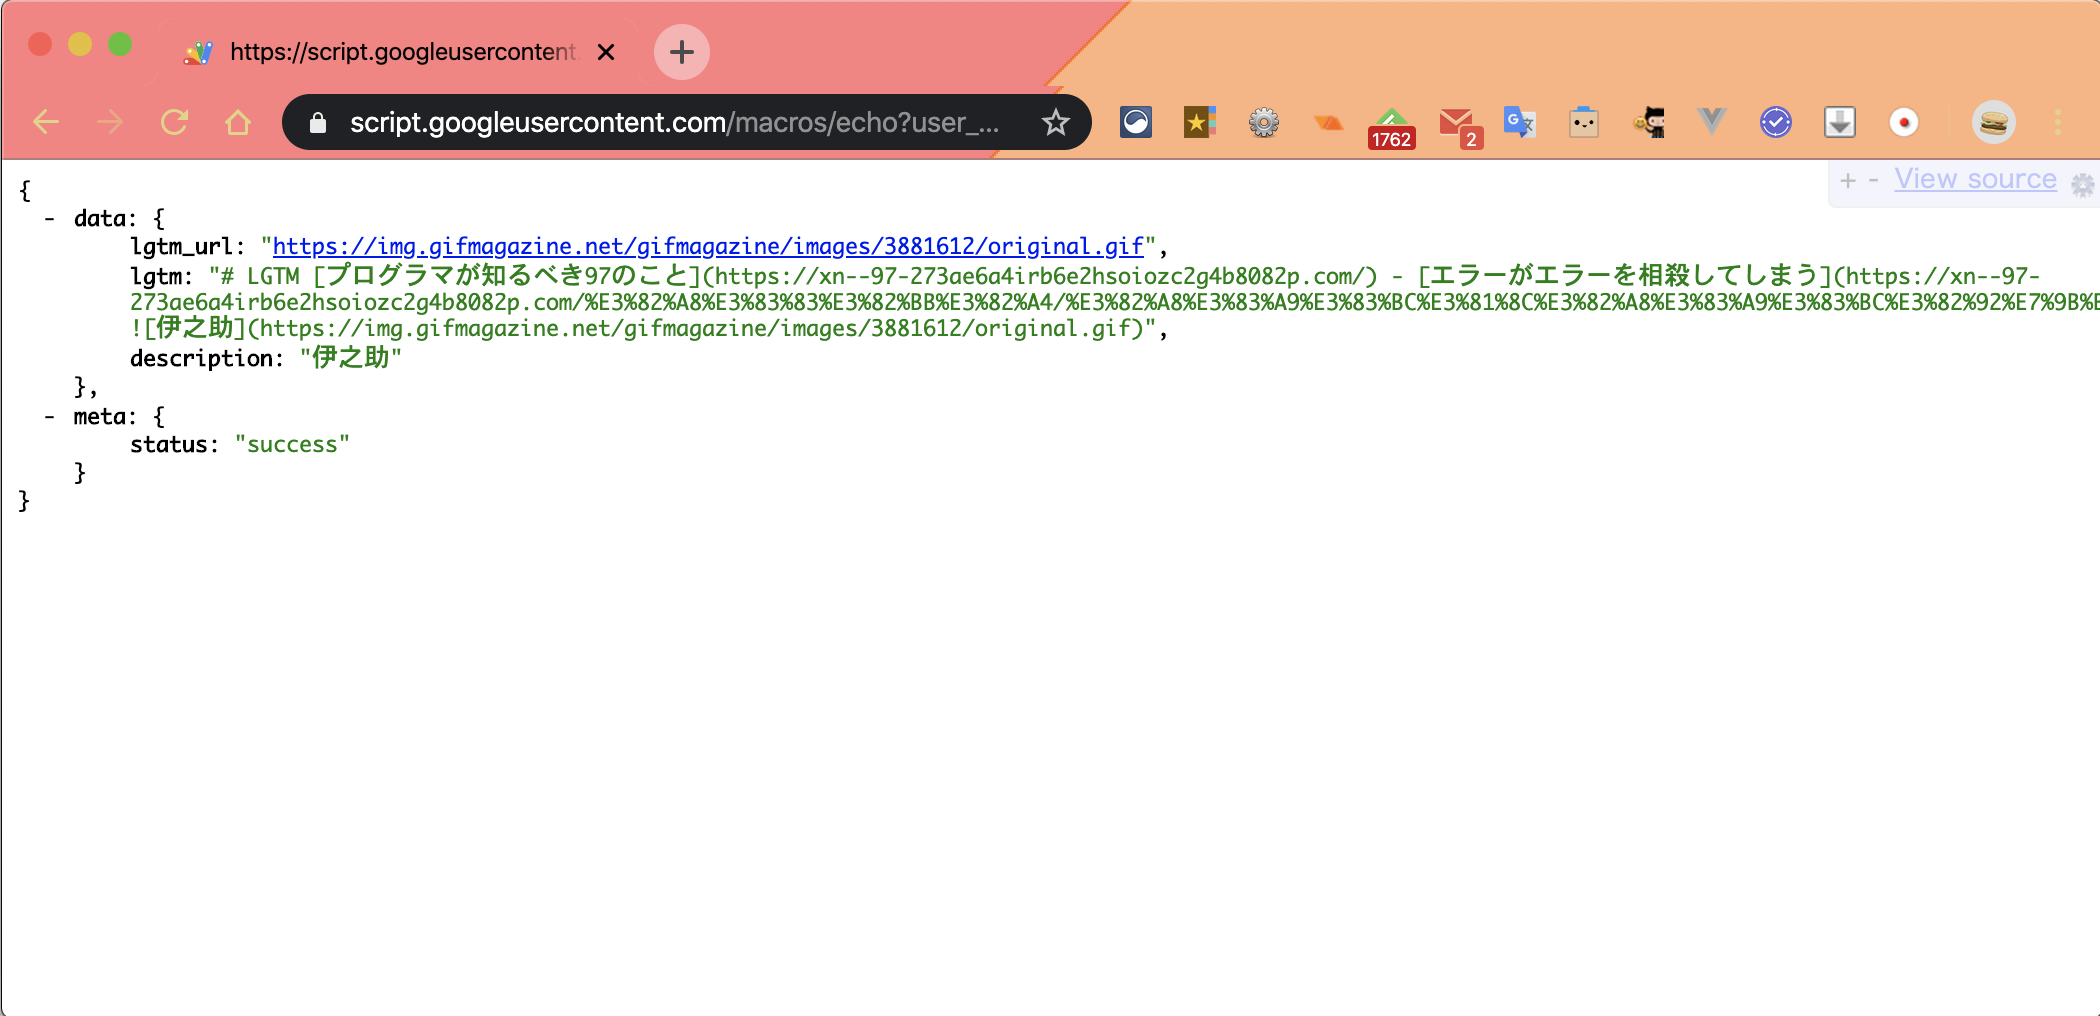 https://script.googleusercontent.
script.googleusercontent.com/macros/echo?user_...
1762
2
+ - View source
{
- data: {
lgtm_url: "https://img.gifmagazine.net/gifmagazine/images/3881612/original.gif",
lgtm: "# LGTM [プログラマが知るべき97のこと](https://xn--97-273ae6a4irb6e2hsoiozc2g4b8082p.com/) - [エラーがエラーを相殺してしまう](https://xn--97-
273ae6a4irb6e2hsoiozc2g4b8082p.com/%E3%82%A8%E3%83%83%E3%82%BB%E3%82%A4/%E3%82%A8%E3%83%A9%E3%83%BC%E3%81%8C%E3%82%A8%E3%83%A9%E3%83%BC%E3%82%92%E7%9B%B
![伊之助](https://img.gifmagazine.net/gifmagazine/images/3881612/original.gif)",
description: "伊之助"
},
- meta: {
status: "success"
}
}